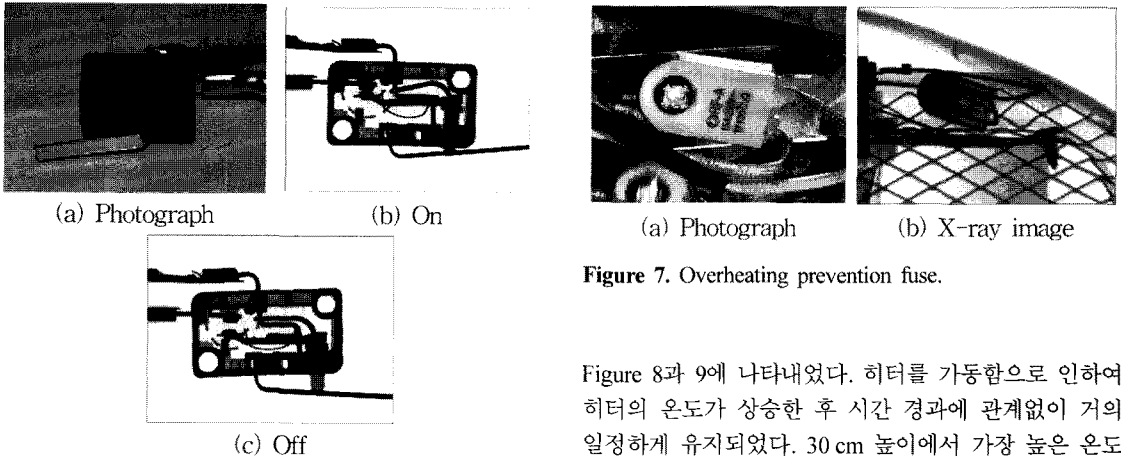 (a) Photograph
(b) On
(c) Off
(a) Photograph
(b) X-ray image
Figure 7. Overheating prevention fuse.
Figure 8과 9에 나타내었다. 히터를 가동함으로 인하여
히터의 온도가 상승한 후 시간 경과에 관계없이 거의
일정하게 유지되었다. 30 cm 높이에서 가장 높은 온도